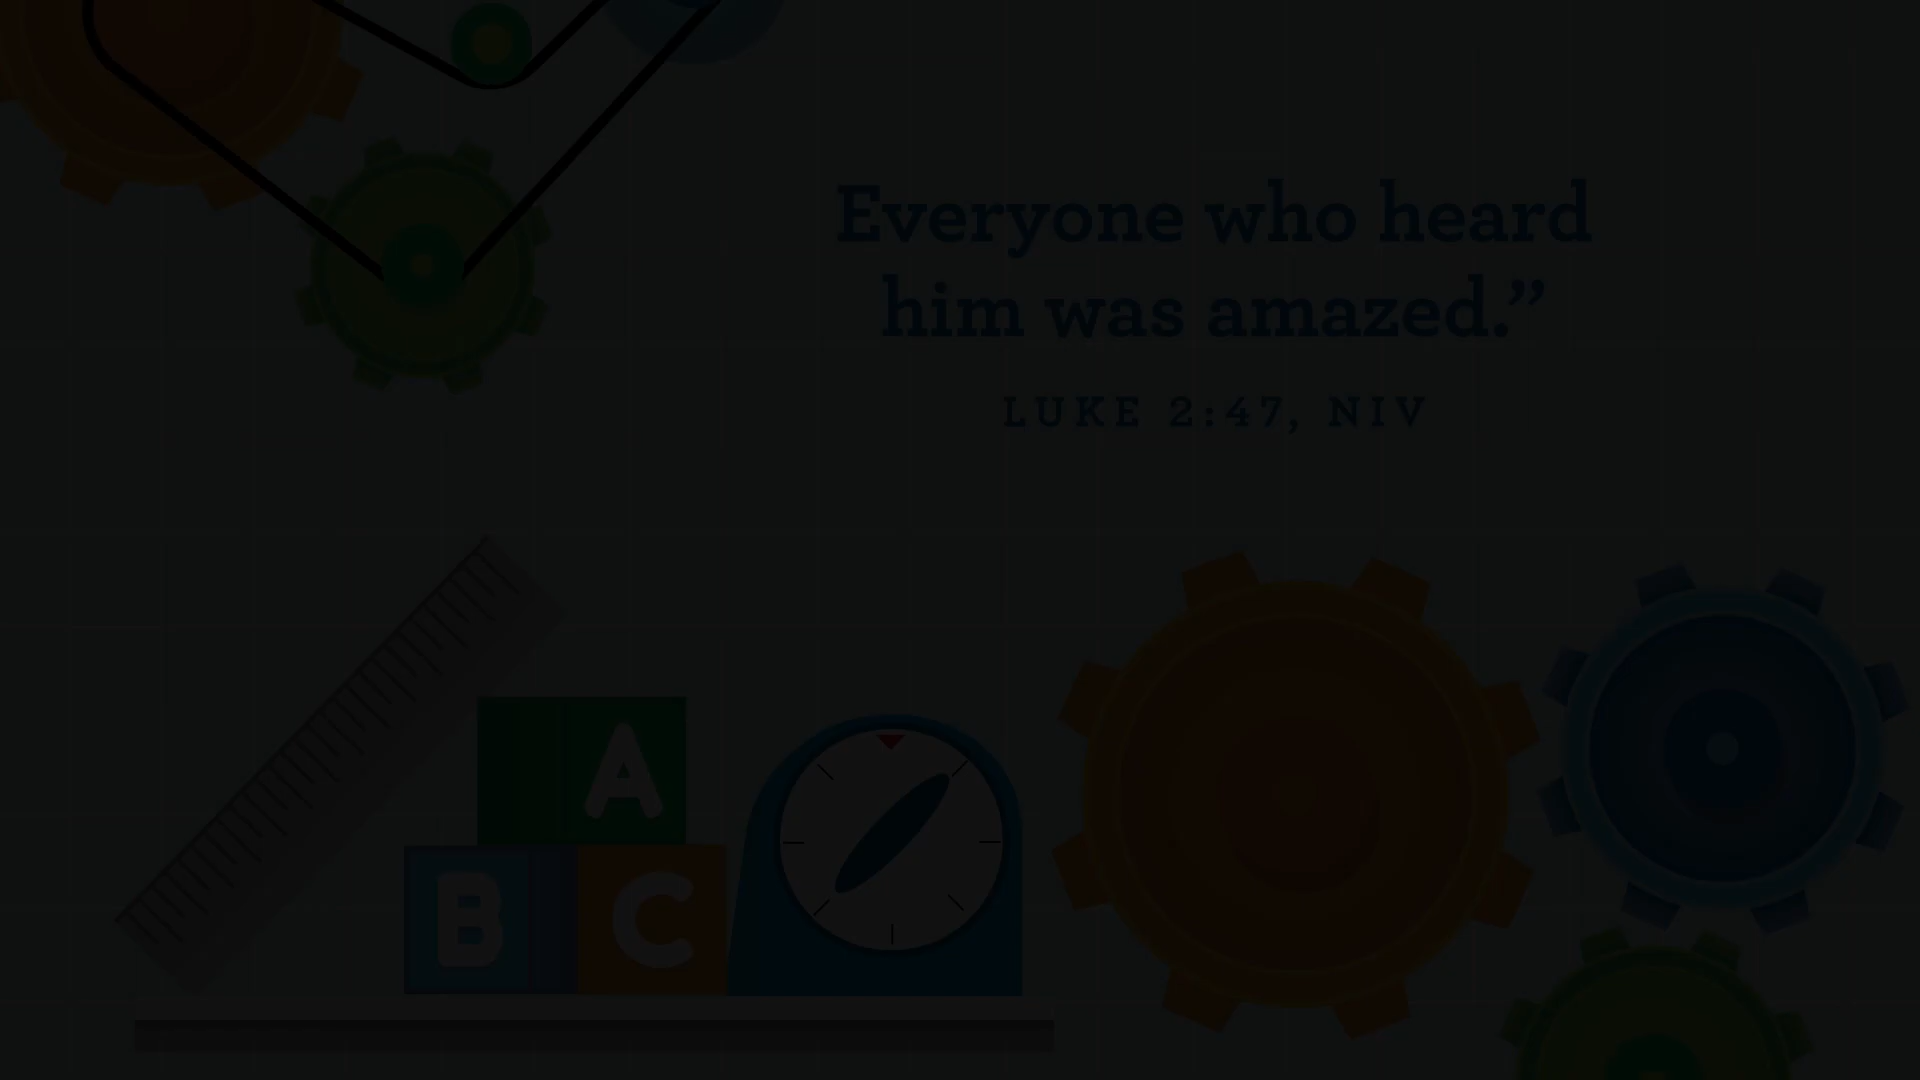 Everyone who heard
him was amazed.”
LUKE 2:47, NIV
A
B C